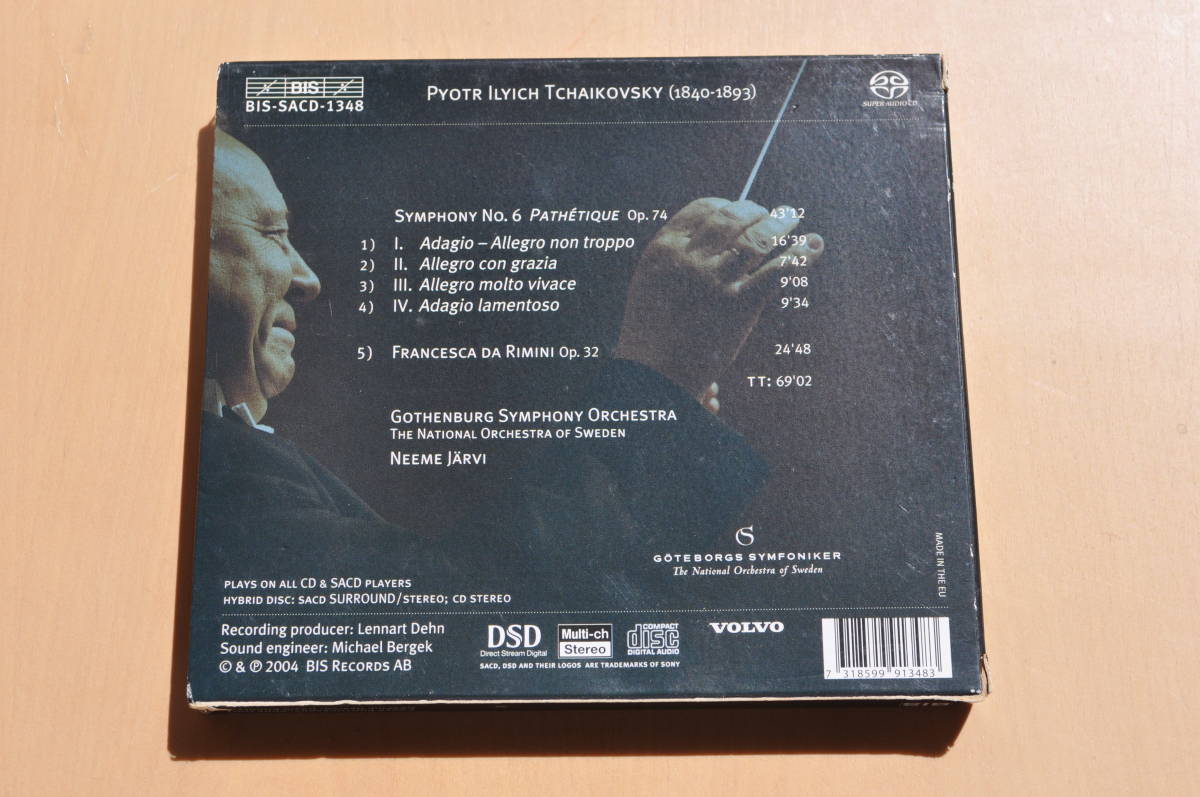 BIS
BIS-SACD-1348
PYOTR ILYICH TCHAIKOVSKY (1840-1893)
SUPER AUDIO CD
SYMPHONY NO. 6 PATHÉTIQUE Op. 74 43'12
1) I. Adagio – Allegro non troppo 16'39
2) II. Allegro con grazia 7'42
3) III. Allegro molto vivace 9'08
4) IV. Adagio lamentoso 9'34
5) FRANCESCA DA RIMINI Op. 32 24'48
TT: 69'02
GOTHENBURG SYMPHONY ORCHESTRA
THE NATIONAL ORCHESTRA OF SWEDEN
NEEME JÄRVI
GÖTEBORGS SYMFONIKER
The National Orchestra of Sweden
MADE IN THE EU
PLAYS ON ALL CD & SACD PLAYERS
HYBRID DISC: SACD SURROUND/STEREO; CD STEREO
Recording producer: Lennart Dehn
Sound engineer: Michael Bergek
© & ℗ 2004 BIS RECORDS AB
DSD
Direct Stream Digital
Multi-ch
Stereo
COMPACT
disc
DIGITAL AUDIO
SACD, DSD AND THEIR LOGOS ARE TRADEMARKS OF SONY
VOLVO
7 318599 913483